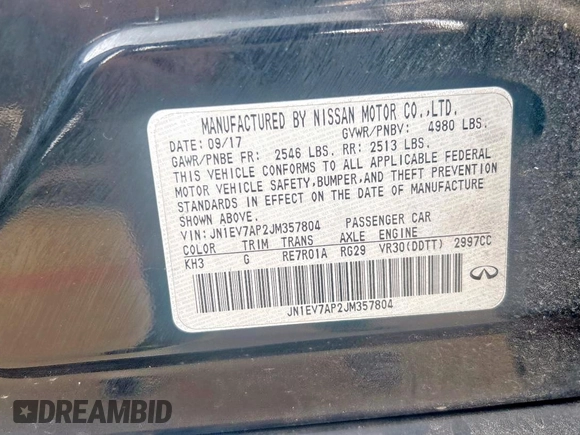 MANUFACTURED BY NISSAN MOTOR CO.,LTD.
DATE: 09/17 GVWR/PNBV: 4980 LBS.
GAWR/PNBE FR: 2546 LBS. RR: 2513 LBS.
THIS VEHICLE CONFORMS TO ALL APPLICABLE FEDERAL
MOTOR VEHICLE SAFETY,BUMPER,AND THEFT PREVENTION
STANDARDS IN EFFECT ON THE DATE OF MANUFACTURE
SHOWN ABOVE.
VIN: JN1EV7AP2JM357804 PASSENGER CAR
COLOR TRIM TRANS AXLE ENGINE
KH3 G RE7R01A RG29 VR30(DDTT) 2997CC
JN1EV7AP2JM357804
INFINITI
DREAMBID